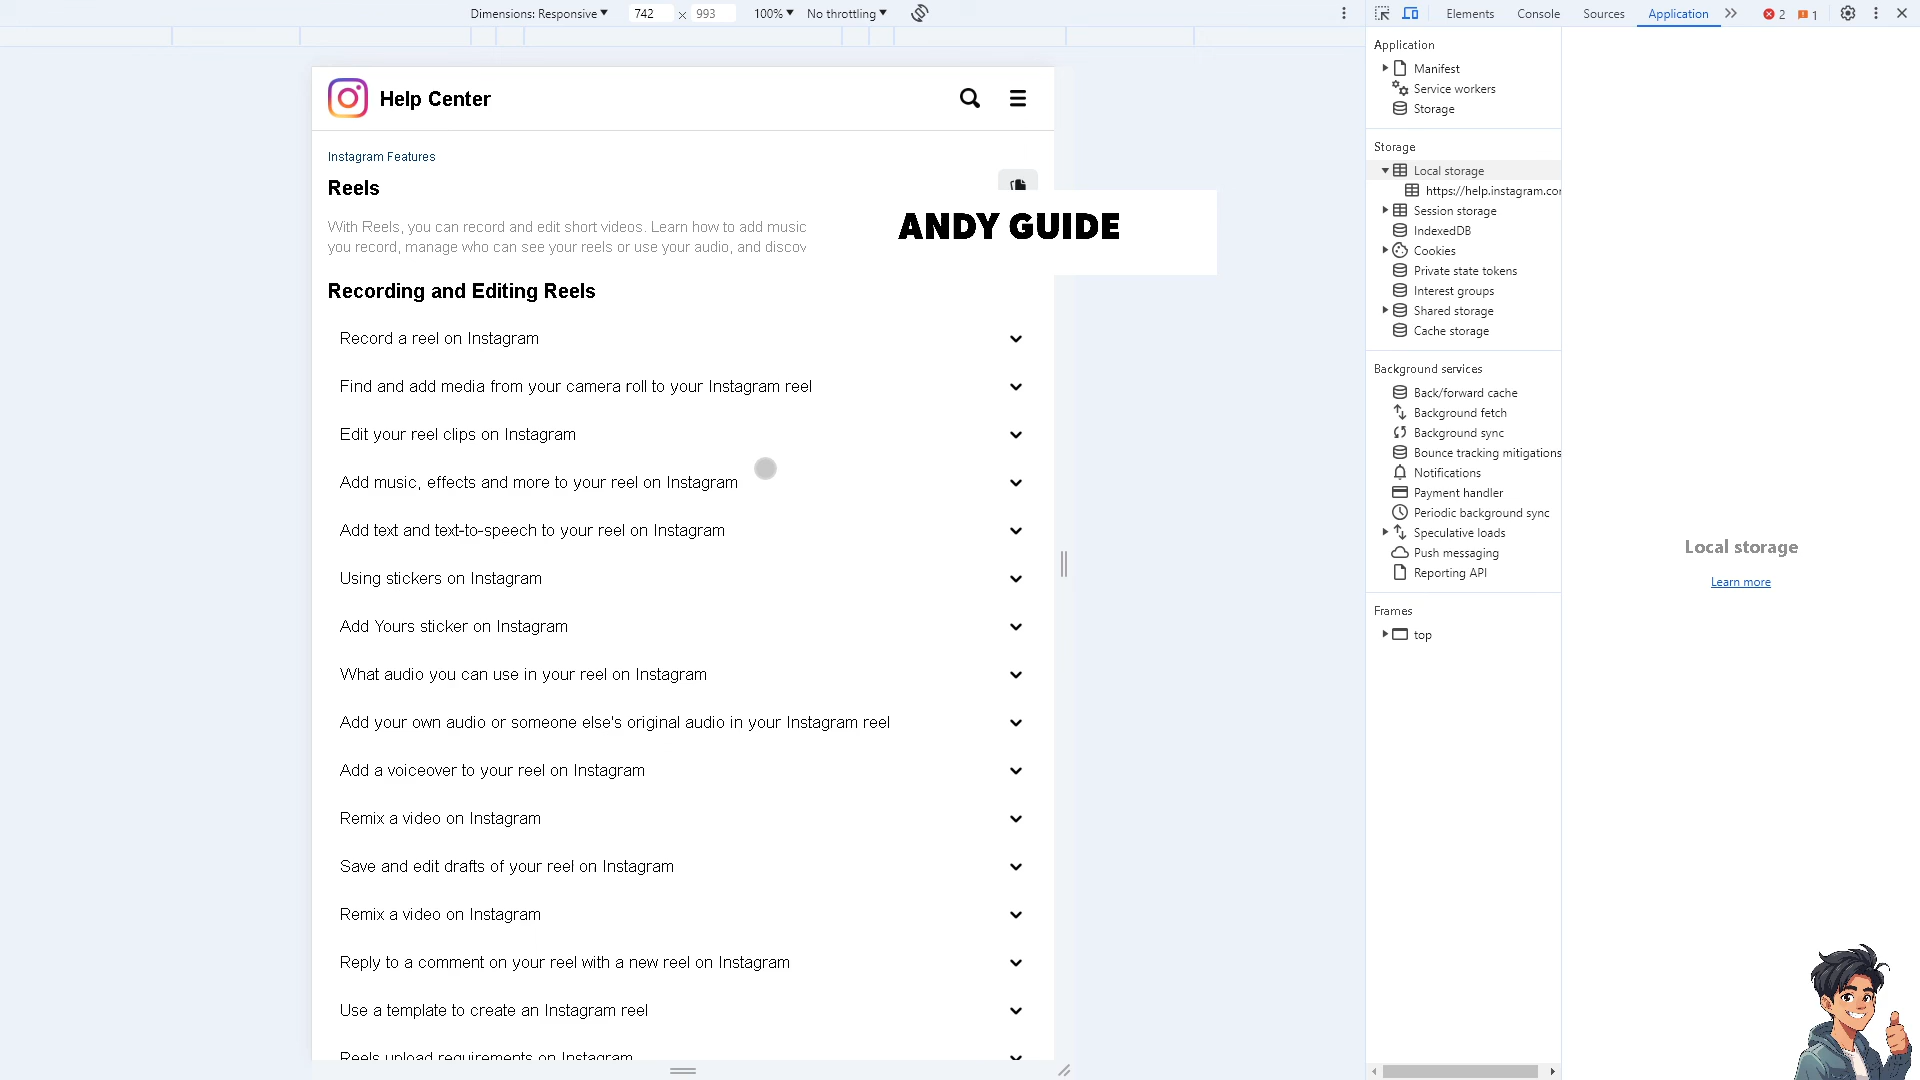 Dimensions: Responsive 742 × 993 100% No throttling
Elements Console Sources Application 2 1
Help Center
Instagram Features
Reels
With Reels, you can record and edit short videos. Learn how to add music
you record, manage who can see your reels or use your audio, and discov
ANDY GUIDE
Recording and Editing Reels
Record a reel on Instagram
Find and add media from your camera roll to your Instagram reel
Edit your reel clips on Instagram
Add music, effects and more to your reel on Instagram
Add text and text-to-speech to your reel on Instagram
Using stickers on Instagram
Add Yours sticker on Instagram
What audio you can use in your reel on Instagram
Add your own audio or someone else's original audio in your Instagram reel
Add a voiceover to your reel on Instagram
Remix a video on Instagram
Save and edit drafts of your reel on Instagram
Remix a video on Instagram
Reply to a comment on your reel with a new reel on Instagram
Use a template to create an Instagram reel
Reels upload requirements on Instagram
Application
Manifest
Service workers
Storage
Storage
Local storage
https://help.instagram.cor
Session storage
IndexedDB
Cookies
Private state tokens
Interest groups
Shared storage
Cache storage
Background services
Back/forward cache
Background fetch
Background sync
Bounce tracking mitigations
Notifications
Payment handler
Periodic background sync
Speculative loads
Push messaging
Reporting API
Frames
top
Local storage
Learn more